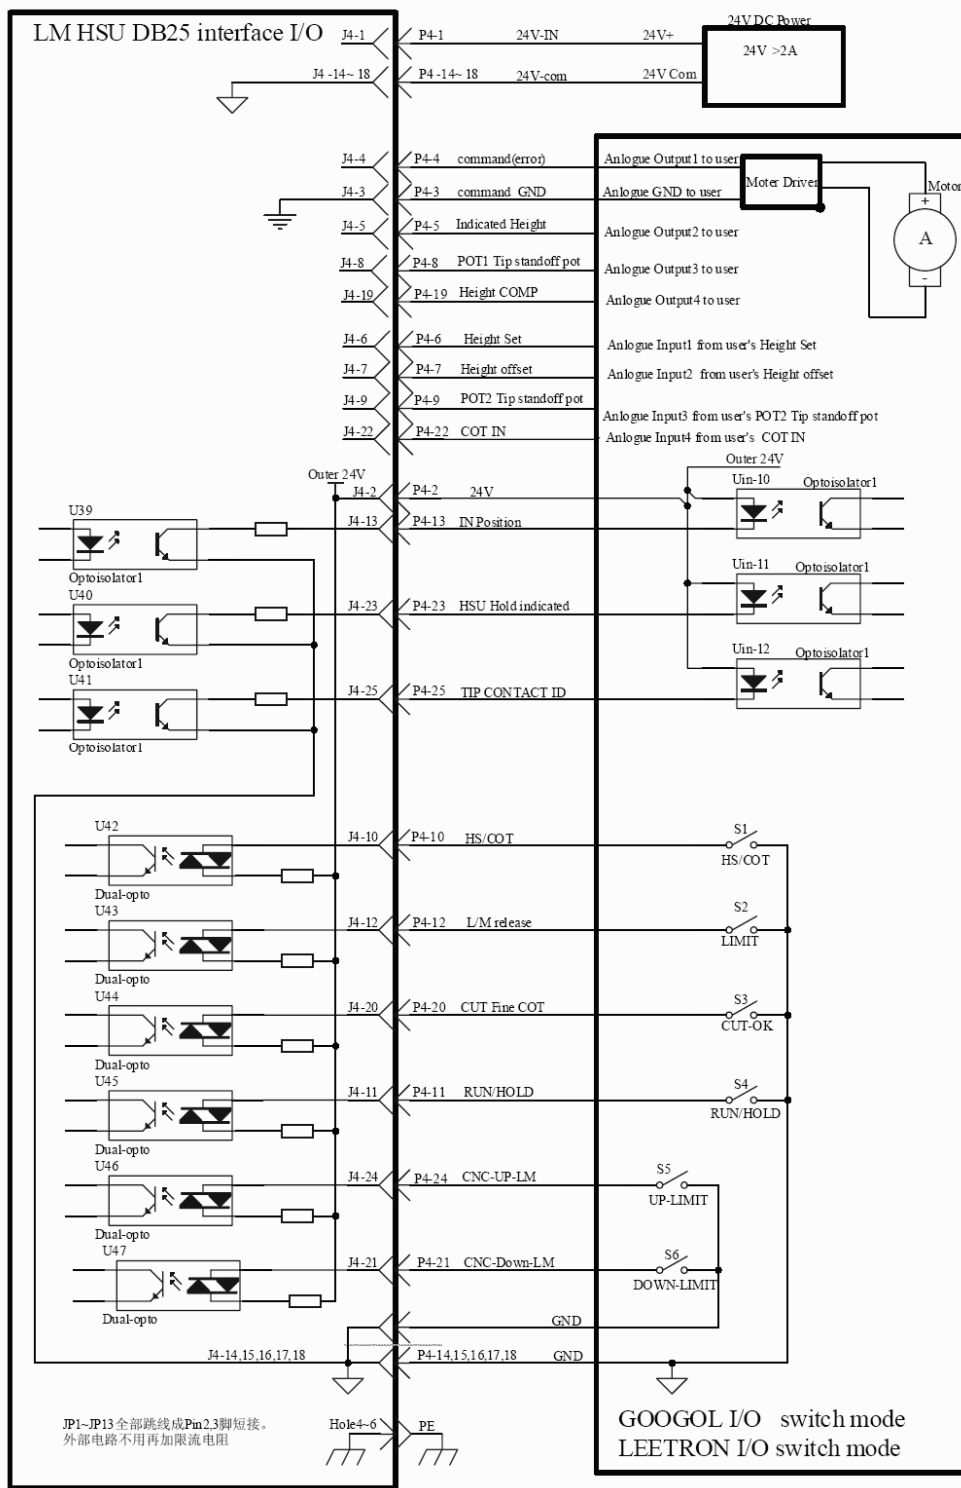 LM HSU DB25 interface I/O
24V DC Power
J4-1 P4-1 24V-IN 24V+
24V >2A
J4 -14~ 18 P4 -14~ 18 24V-com 24V Com
J4-4 P4-4 command(error) Anlogue Output1 to user
Moter Driver
Motor
J4-3 P4-3 command GND Anlogue GND to user
+
A
-
J4-5 P4-5 Indicated Height Anlogue Output2 to user
J4-8 P4-8 POT1 Tip standoff pot Anlogue Output3 to user
J4-19 P4-19 Height COMP Anlogue Output4 to user
J4-6 P4-6 Height Set Anlogue Input1 from user's Height Set
J4-7 P4-7 Height offset Anlogue Input2 from user's Height offset
J4-9 P4-9 POT2 Tip standoff pot Anlogue Input3 from user's POT2 Tip standoff pot
J4-22 P4-22 COT IN Anlogue Input4 from user's COT IN
Outer 24V
Outer 24V
J4-2 P4-2 24V
Uin-10 Optoisolator1
U39
J4-13 P4-13 IN Position
Optoisolator1
Uin-11 Optoisolator1
U40
J4-23 P4-23 HSU Hold indicated
Optoisolator1
Uin-12 Optoisolator1
U41
J4-25 P4-25 TIP CONTACT ID
Optoisolator1
U42
J4-10 P4-10 HS/COT S1
HS/COT
Dual-opto
U43
J4-12 P4-12 L/M release S2
LIMIT
Dual-opto
U44
J4-20 P4-20 CUT Fine COT S3
CUT-OK
Dual-opto
U45
J4-11 P4-11 RUN/HOLD S4
RUN/HOLD
Dual-opto
U46
J4-24 P4-24 CNC-UP-LM S5
UP-LIMIT
Dual-opto
U47
J4-21 P4-21 CNC-Down-LM S6
DOWN-LIMIT
Dual-opto
GND
J4-14,15,16,17,18 P4-14,15,16,17,18 GND
JP1~JP13全部跳线成Pin2,3脚短接。
外部电路不用再加限流电阻
Hole4~6 PE
GOOGOL I/O switch mode
LEETRON I/O switch mode